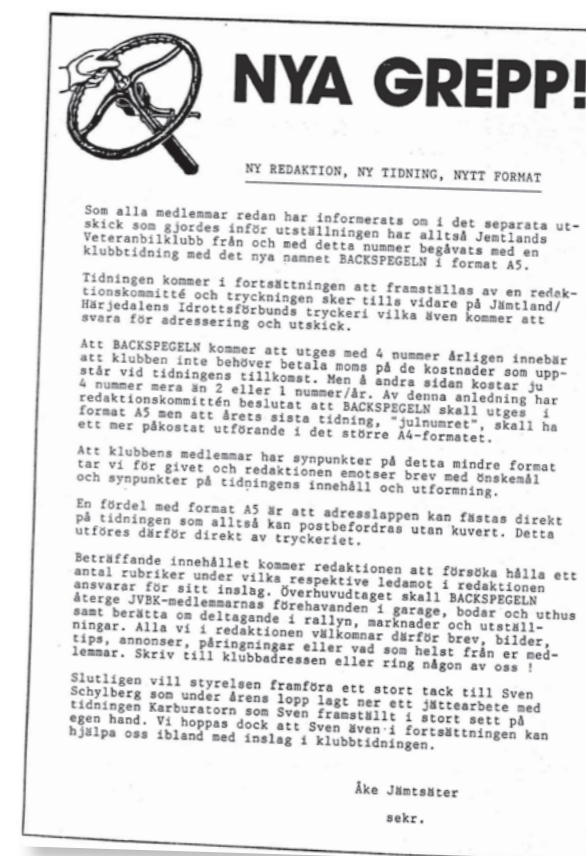 NYA GREPP!
NY REDAKTION, NY TIDNING, NYTT FORMAT
Som alla medlemmar redan har informerats om i det separata ut-
skick som gjordes inför utställningen har alltså Jemtlands
Veteranbilklubb från och med detta nummer begåvats med en
klubbtidning med det nya namnet BACKSPEGELN i format A5.
Tidningen kommer i fortsättningen att framställas av en redak-
tionskommitté och tryckningen sker tills vidare på Jämtland/
Härjedalens Idrottsförbunds tryckeri vilka även kommer att
svara för adressering och utskick.
Att BACKSPEGELN kommer att utges med 4 nummer årligen innebär
att klubben inte behöver betala moms på de kostnader som upp-
står vid tidningens tillkomst. Men å andra sidan kostar ju
4 nummer mera än 2 eller 1 nummer/år. Av denna anledning har
redaktionskommittén beslutat att BACKSPEGELN skall utges i
format A5 men att årets sista tidning, "julnumret", skall ha
ett mer påkostat utförande i det större A4-formatet.
Att klubbens medlemmar har synpunkter på detta mindre format
tar vi för givet och redaktionen emotser brev med önskemål
och synpunkter på tidningens innehåll och utformning.
En fördel med format A5 är att adresslappen kan fästas direkt
på tidningen som alltså kan postbefordras utan kuvert. Detta
utföres därför direkt av tryckeriet.
Beträffande innehållet kommer redaktionen att försöka hålla ett
antal rubriker under vilka respektive ledamot i redaktionen
ansvarar för sitt inslag. Överhuvudtaget skall BACKSPEGELN
återge JVBK-medlemmarnas förehavanden i garage, bodar och uthus
samt berätta om deltagande i rallyn, marknader och utställ-
ningar. Alla vi i redaktionen välkomnar därför brev, bilder,
tips, annonser, påringningar eller vad som helst från er med-
lemmar. Skriv till klubbadressen eller ring någon av oss !
Slutligen vill styrelsen framföra ett stort tack till Sven
Schylberg som under årens lopp lagt ner ett jättearbete med
tidningen Karburatorn som Sven framställt i stort sett på
egen hand. Vi hoppas dock att Sven även i fortsättningen kan
hjälpa oss ibland med inslag i klubbtidningen.
Åke Jämtsäter
sekr.